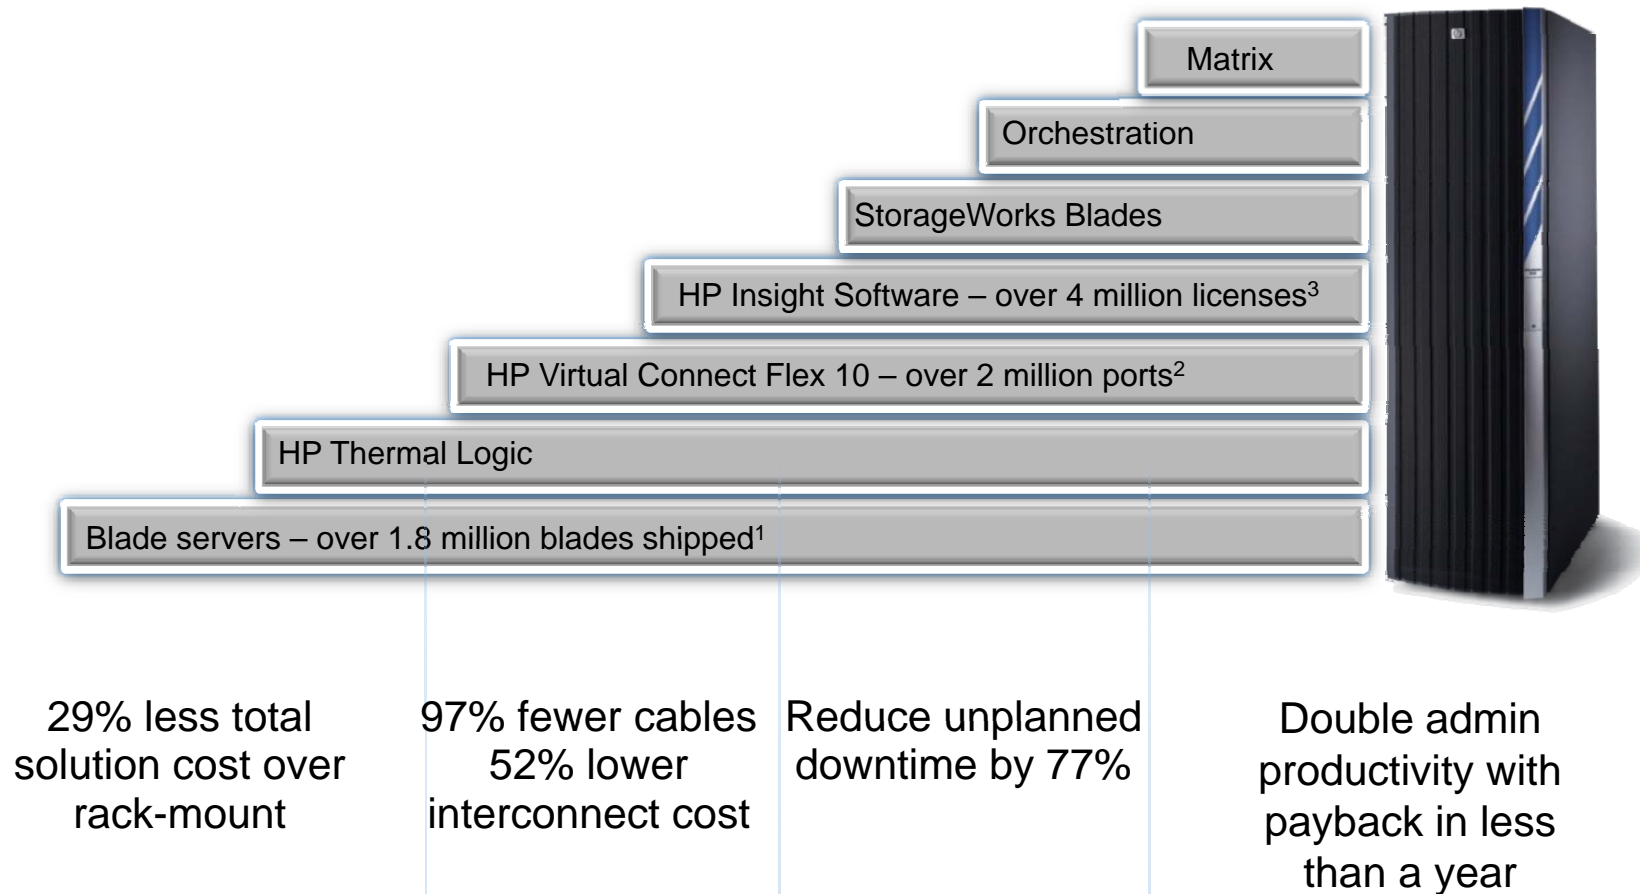 Matrix
Orchestration
StorageWorks Blades
HP Insight Software – over 4 million licenses³
HP Virtual Connect Flex 10 – over 2 million ports²
HP Thermal Logic
Blade servers – over 1.8 million blades shipped¹
29% less total
solution cost over
rack-mount
97% fewer cables
52% lower
interconnect cost
Reduce unplanned
downtime by 77%
Double admin
productivity with
payback in less
than a year